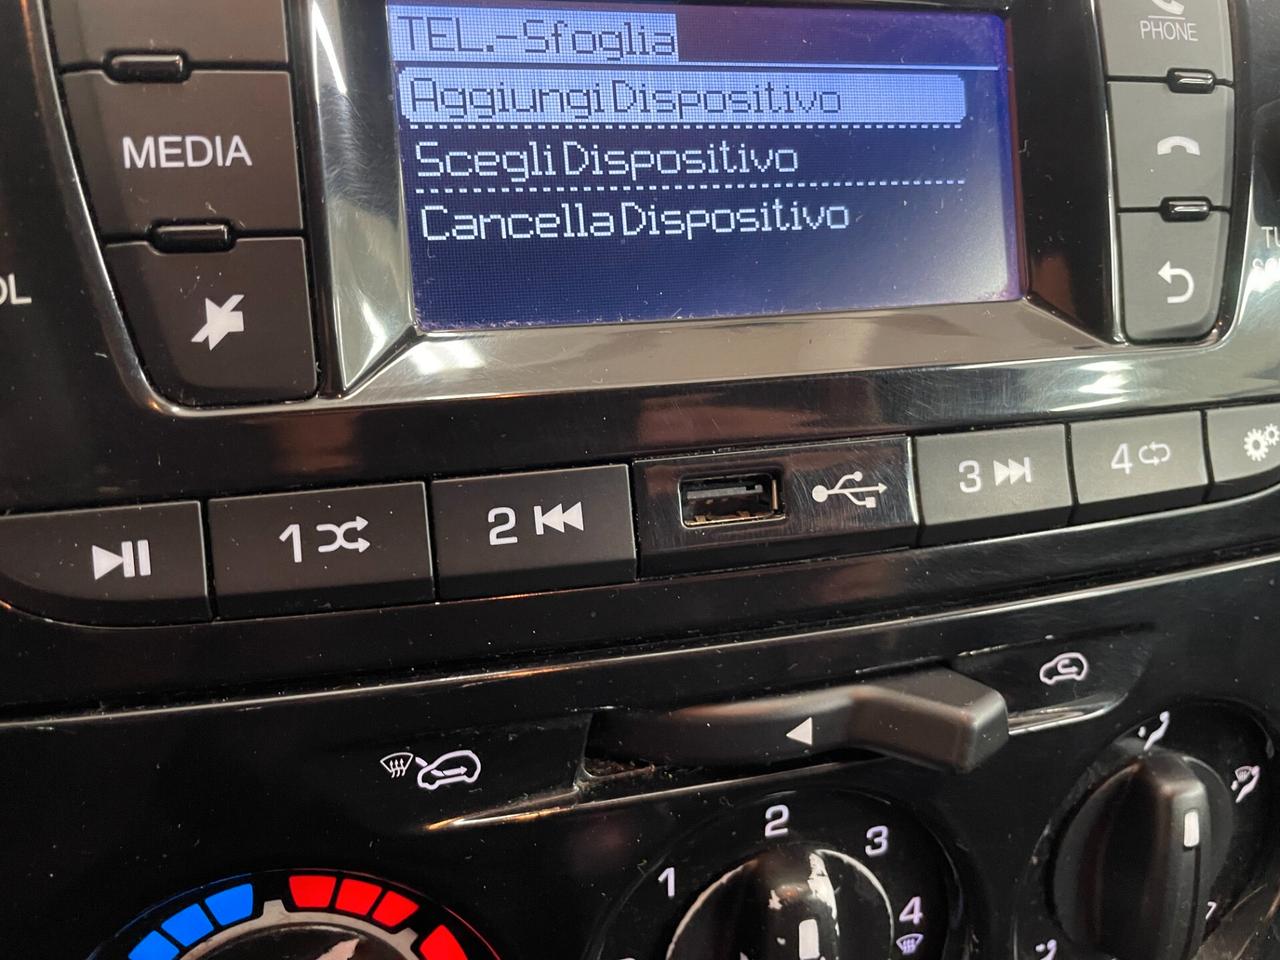 TEL.-Sfoglia
Aggiungi Dispositivo
Scegli Dispositivo
Cancella Dispositivo
PHONE
MEDIA
1
2
3
4
1
2
3
4